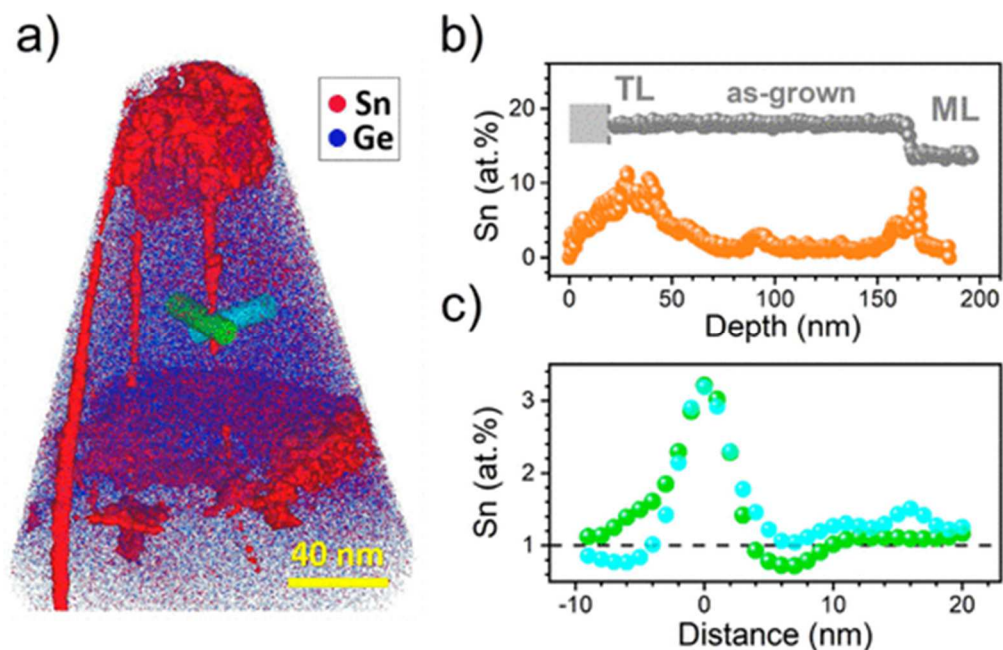 a)
Sn
Ge
40 nm
b)
TL
as-grown
ML
Sn (at.%)
20
10
0
0
50
100
150
200
Depth (nm)
c)
Sn (at.%)
3
2
1
-10
0
10
20
Distance (nm)